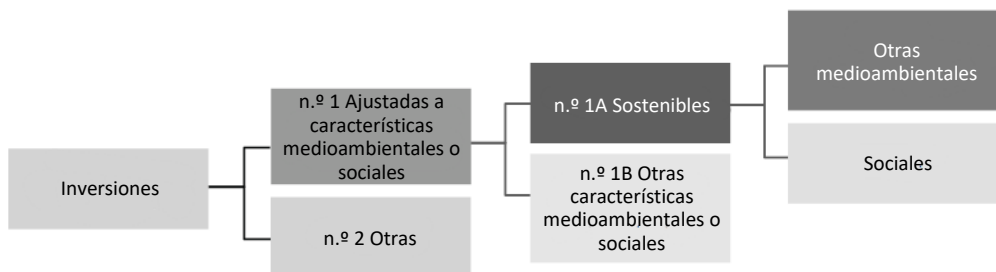 Inversiones
n.º 1 Ajustadas a
características
medioambientales o
sociales
n.º 2 Otras
n.º 1A Sostenibles
n.º 1B Otras
características
medioambientales o
sociales
Otras
medioambientales
Sociales